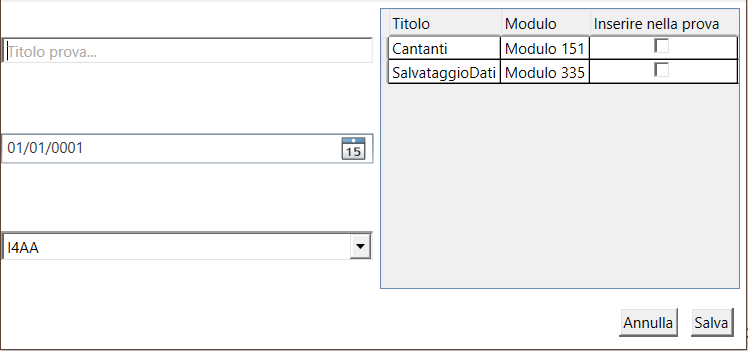 Titolo prova...
01/01/0001
15
I4AA
Titolo Modulo Inserire nella prova
Cantanti Modulo 151
SalvataggioDati Modulo 335
Annulla Salva